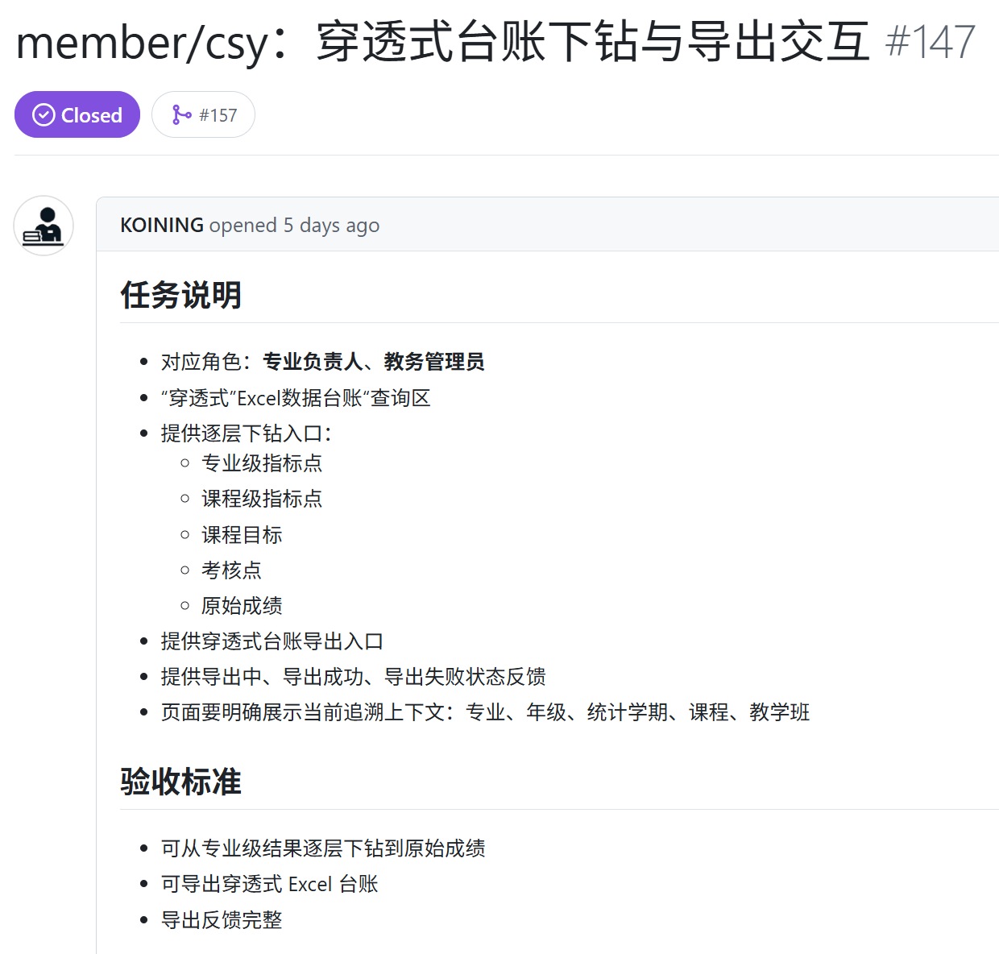 member/csy：穿透式台账下钻与导出交互 #147
Closed
#157
KOINING opened 5 days ago
任务说明
对应角色：专业负责人、教务管理员
“穿透式”Excel数据台账“查询区
提供逐层下钻入口：
专业级指标点
课程级指标点
课程目标
考核点
原始成绩
提供穿透式台账导出入口
提供导出中、导出成功、导出失败状态反馈
页面要明确展示当前追溯上下文：专业、年级、统计学期、课程、教学班
验收标准
可从专业级结果逐层下钻到原始成绩
可导出穿透式 Excel 台账
导出反馈完整